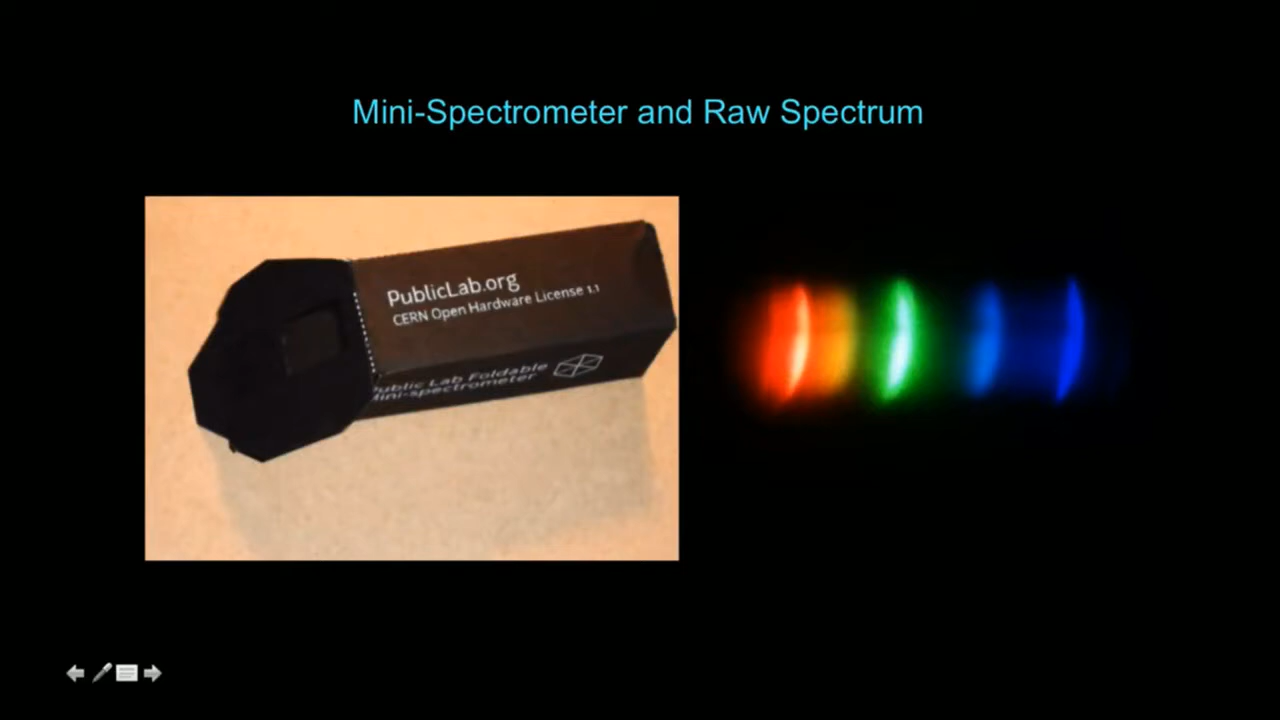 Mini-Spectrometer and Raw Spectrum
PublicLab.org
CERN Open Hardware License 1.1
Public Lab Foldable
Mini-spectrometer